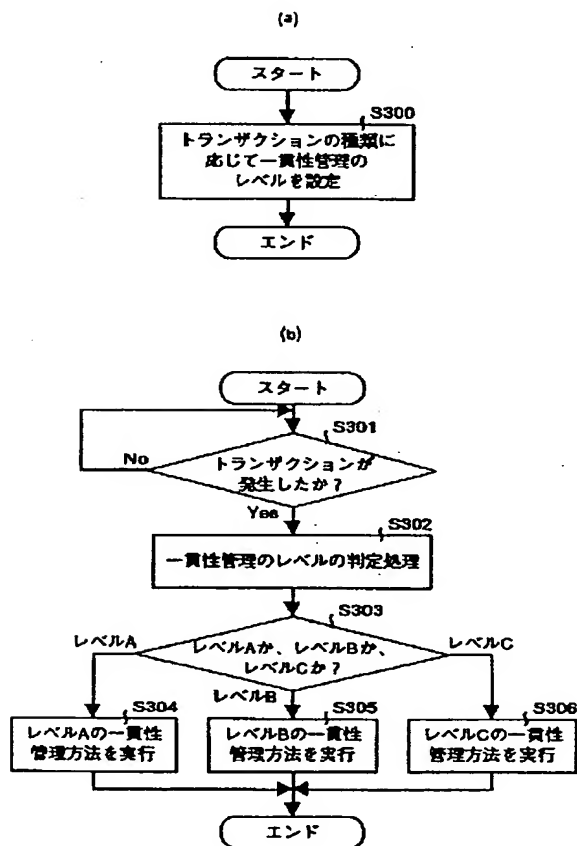 (a)
スタート
S300
トランザクションの種類に
応じて一貫性管理の
レベルを設定
エンド
(b)
スタート
S301
No
トランザクションが
発生したか？
Yes
S302
一貫性管理のレベルの判定処理
S303
レベルA
レベルAか、レベルBか、
レベルCか？
レベルC
レベルB
S304
レベルAの一貫性
管理方法を実行
S305
レベルBの一貫性
管理方法を実行
S306
レベルCの一貫性
管理方法を実行
エンド